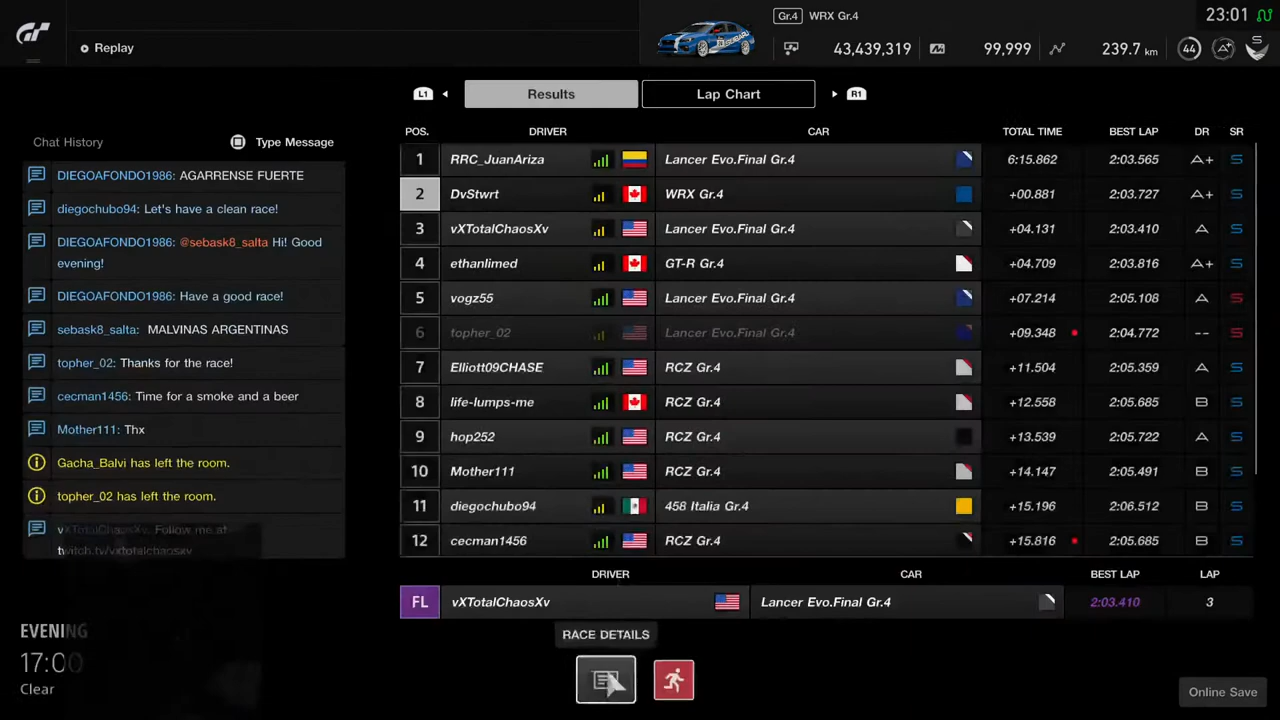 Replay
Gr.4 WRX Gr.4
23:01
43,439,319 99,999 239.7 km 44 A+ S
L1 Results Lap Chart R1
Chat History Type Message
DIEGOAFONDO1986: AGARRENSE FUERTE
diegochubo94: Let's have a clean race!
DIEGOAFONDO1986: @sebask8_salta Hi! Good
evening!
DIEGOAFONDO1986: Have a good race!
sebask8_salta: MALVINAS ARGENTINAS
topher_02: Thanks for the race!
cecman1456: Time for a smoke and a beer
Mother111: Thx
Gacha_Balvi has left the room.
topher_02 has left the room.
vXTotalChaosXv: Follow me at
twitch.tv/vxtotalchaosxv
POS. DRIVER CAR TOTAL TIME BEST LAP DR SR
1 RRC_JuanAriza Lancer Evo.Final Gr.4 6:15.862 2:03.565 A+ S
2 DvStwrt WRX Gr.4 +00.881 2:03.727 A+ S
3 vXTotalChaosXv Lancer Evo.Final Gr.4 +04.131 2:03.410 A S
4 ethanlimed GT-R Gr.4 +04.709 2:03.816 A+ S
5 vogz55 Lancer Evo.Final Gr.4 +07.214 2:05.108 A S
6 topher_02 Lancer Evo.Final Gr.4 +09.348 2:04.772 -- S
7 Elliott09CHASE RCZ Gr.4 +11.504 2:05.359 A S
8 life-lumps-me RCZ Gr.4 +12.558 2:05.685 B S
9 hop252 RCZ Gr.4 +13.539 2:05.722 A S
10 Mother111 RCZ Gr.4 +14.147 2:05.491 B S
11 diegochubo94 458 Italia Gr.4 +15.196 2:06.512 B S
12 cecman1456 RCZ Gr.4 +15.816 2:05.685 B S
DRIVER CAR BEST LAP LAP
FL vXTotalChaosXv Lancer Evo.Final Gr.4 2:03.410 3
RACE DETAILS
EVENING
17:00
Clear
Online Save